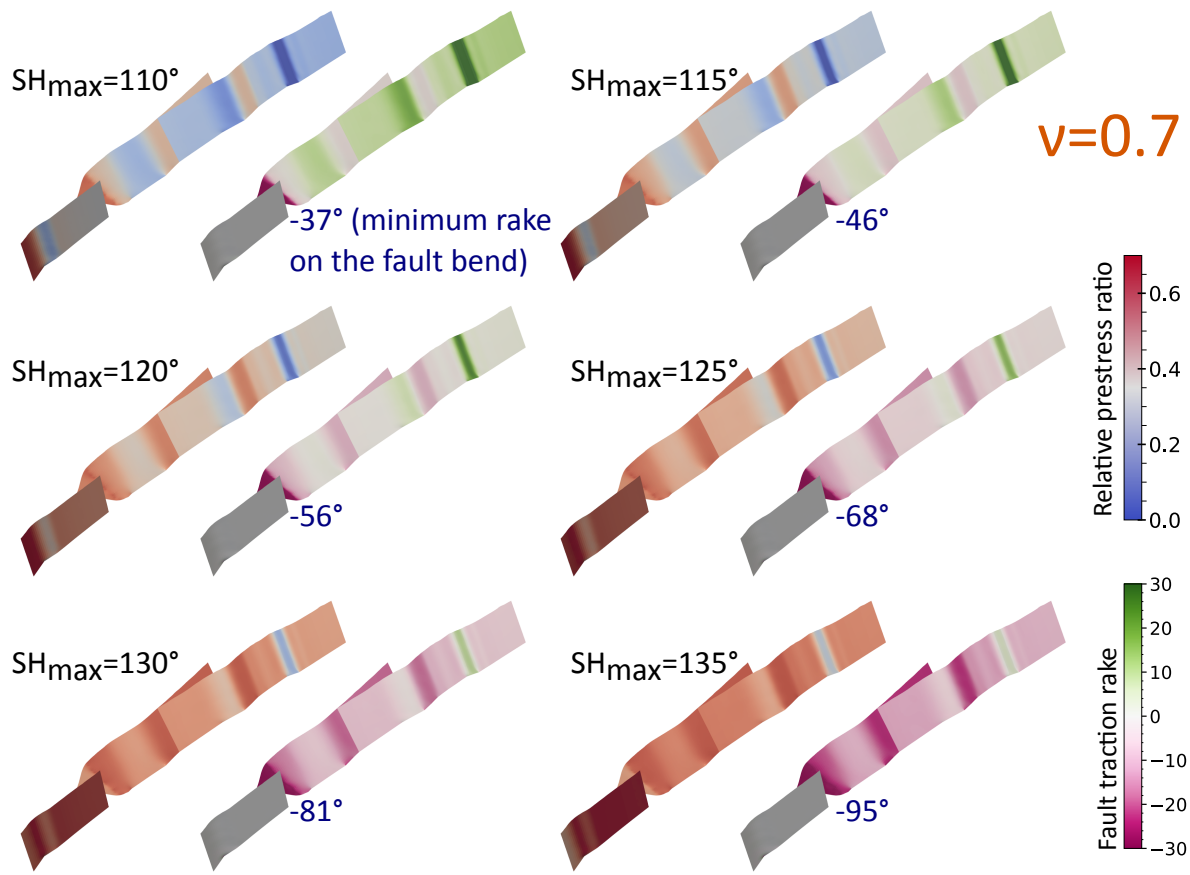 SHmax=110°
SHmax=115°
ν=0.7
-37° (minimum rake
on the fault bend)
-46°
SHmax=120°
SHmax=125°
-56°
-68°
Relative prestress ratio
0.6
0.4
0.2
0.0
SHmax=130°
SHmax=135°
-81°
-95°
Fault traction rake
30
20
10
0
−10
−20
−30